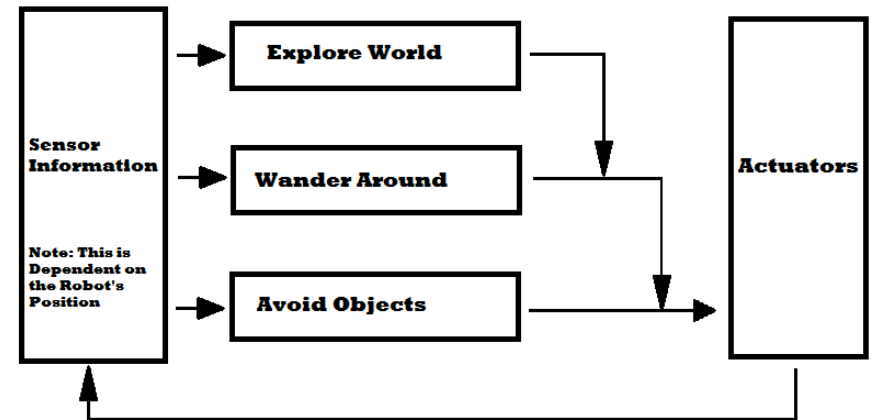 Explore World
Sensor
Information
Wander Around
Actuators
Note: This is
Dependent on
the Robot's
Position
Avoid Objects